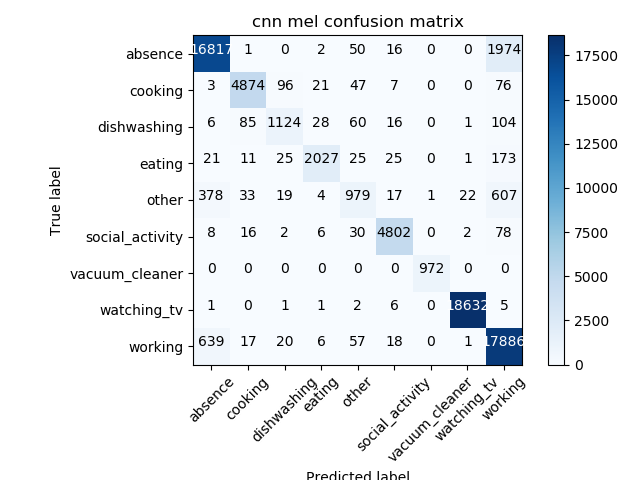 cnn mel confusion matrix
absence 16817 1 0 2 50 16 0 0 1974
cooking 3 4874 96 21 47 7 0 0 76
dishwashing 6 85 1124 28 60 16 0 1 104
eating 21 11 25 2027 25 25 0 1 173
other 378 33 19 4 979 17 1 22 607
social_activity 8 16 2 6 30 4802 0 2 78
vacuum_cleaner 0 0 0 0 0 0 972 0 0
watching_tv 1 0 1 1 2 6 0 18632 5
working 639 17 20 6 57 18 0 1 17886
True label
absence cooking dishwashing eating other social_activity vacuum_cleaner watching_tv working
Predicted label
17500
15000
12500
10000
7500
5000
2500
0